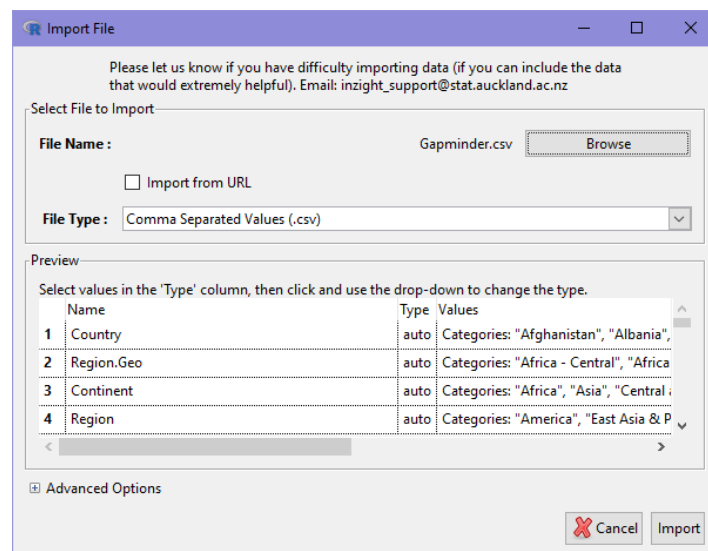 Import File
Please let us know if you have difficulty importing data (if you can include the data
that would extremely helpful). Email: inzight_support@stat.auckland.ac.nz
Select File to Import
File Name : Gapminder.csv Browse
Import from URL
File Type : Comma Separated Values (.csv)
Preview
Select values in the 'Type' column, then click and use the drop-down to change the type.
Name Type Values
1 Country auto Categories: "Afghanistan", "Albania",
2 Region.Geo auto Categories: "Africa - Central", "Africa
3 Continent auto Categories: "Africa", "Asia", "Central
4 Region auto Categories: "America", "East Asia & P
Advanced Options
Cancel Import